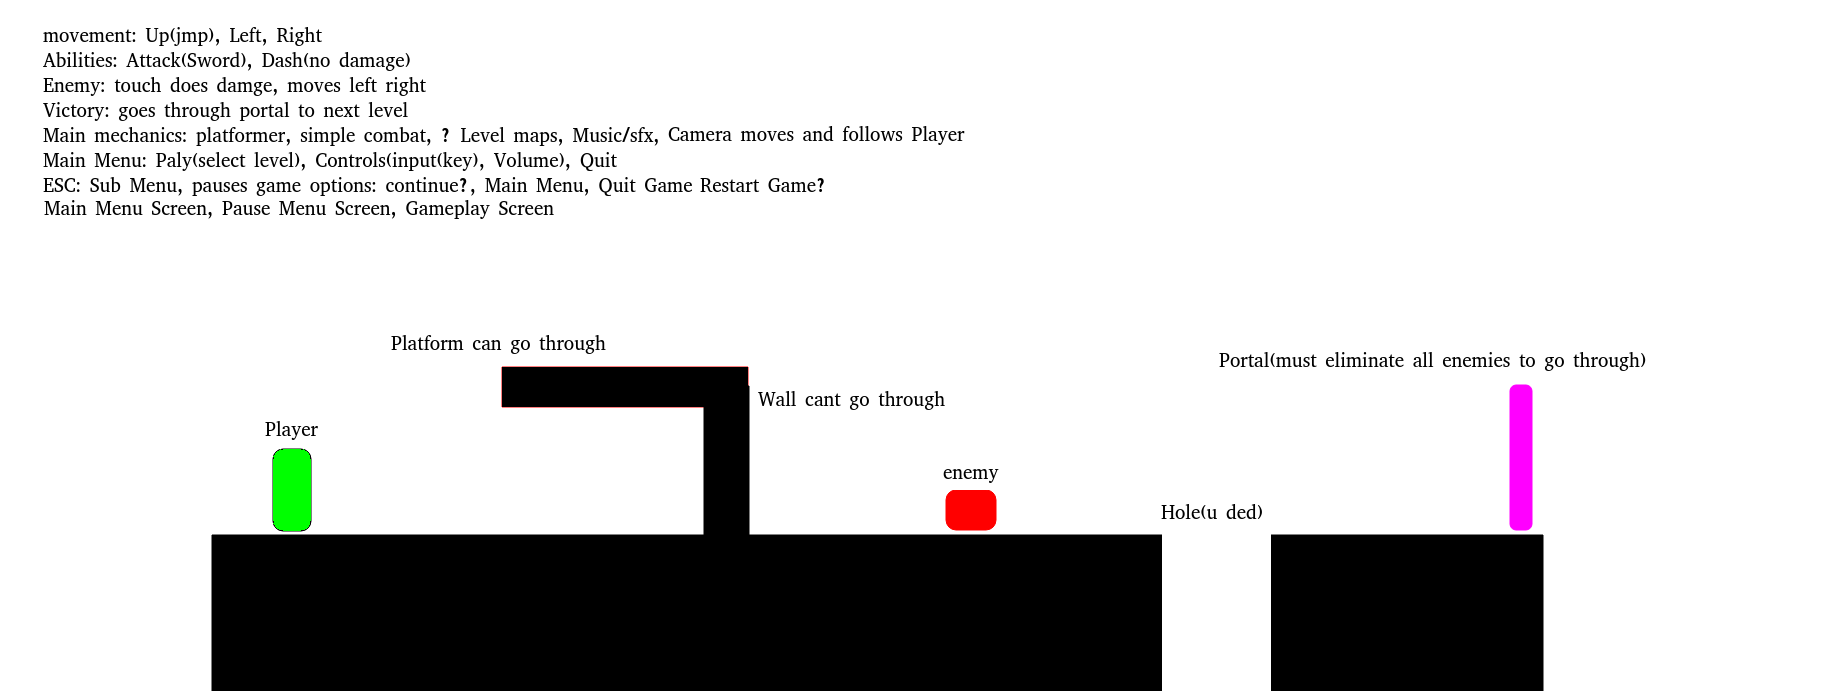 movement: Up(jmp), Left, Right
Abilities: Attack(Sword), Dash(no damage)
Enemy: touch does damge, moves left right
Victory: goes through portal to next level
Main mechanics: platformer, simple combat, ? Level maps, Music/sfx, Camera moves and follows Player
Main Menu: Paly(select level), Controls(input(key), Volume), Quit
ESC: Sub Menu, pauses game options: continue?, Main Menu, Quit Game Restart Game?
Main Menu Screen, Pause Menu Screen, Gameplay Screen
Platform can go through
Portal(must eliminate all enemies to go through)
Wall cant go through
Player
enemy
Hole(u ded)